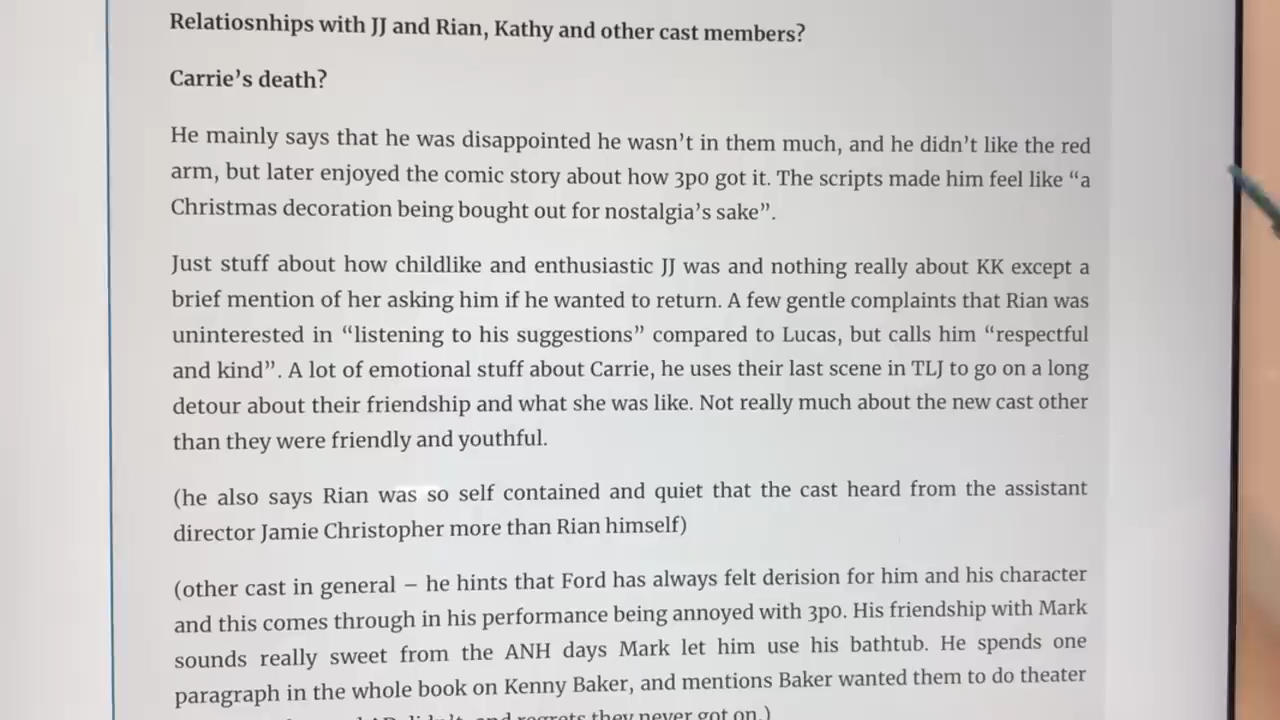 Relatiosnhips with JJ and Rian, Kathy and other cast members?
Carrie’s death?
He mainly says that he was disappointed he wasn’t in them much, and he didn’t like the red
arm, but later enjoyed the comic story about how 3po got it. The scripts made him feel like “a
Christmas decoration being bought out for nostalgia’s sake”.
Just stuff about how childlike and enthusiastic JJ was and nothing really about KK except a
brief mention of her asking him if he wanted to return. A few gentle complaints that Rian was
uninterested in “listening to his suggestions” compared to Lucas, but calls him “respectful
and kind”. A lot of emotional stuff about Carrie, he uses their last scene in TLJ to go on a long
detour about their friendship and what she was like. Not really much about the new cast other
than they were friendly and youthful.
(he also says Rian was so self contained and quiet that the cast heard from the assistant
director Jamie Christopher more than Rian himself)
(other cast in general – he hints that Ford has always felt derision for him and his character
and this comes through in his performance being annoyed with 3po. His friendship with Mark
sounds really sweet from the ANH days Mark let him use his bathtub. He spends one
paragraph in the whole book on Kenny Baker, and mentions Baker wanted them to do theater
and regrets they never got on.)